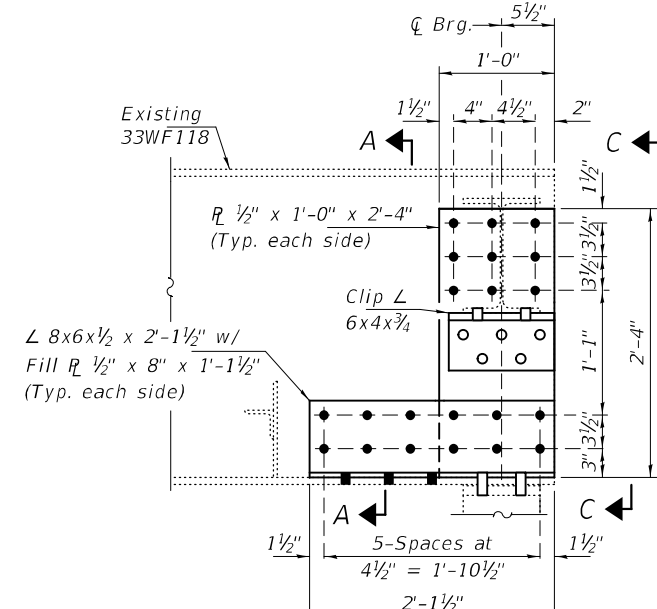 5½"
℄ Brg.
1'-0"
1½" 4" 4½" 2"
Existing
33WF118
A
C
1½"
℄ ½" x 1'-0" x 2'-4"
(Typ. each side)
3½"
3½"
Clip ∠
6x4x¾
∠ 8x6x½ x 2'-1½" w/
Fill ℄ ½" x 8" x 1'-1½"
(Typ. each side)
1'-1"
2'-4"
3½"
3"
A
C
1½" 5-Spaces at 1½"
4½" = 1'-10½"
2'-1½"